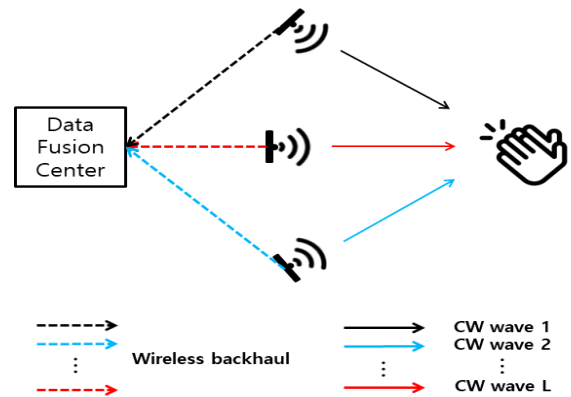 Data
Fusion
Center
CW wave 1
CW wave 2
Wireless backhaul
CW wave L